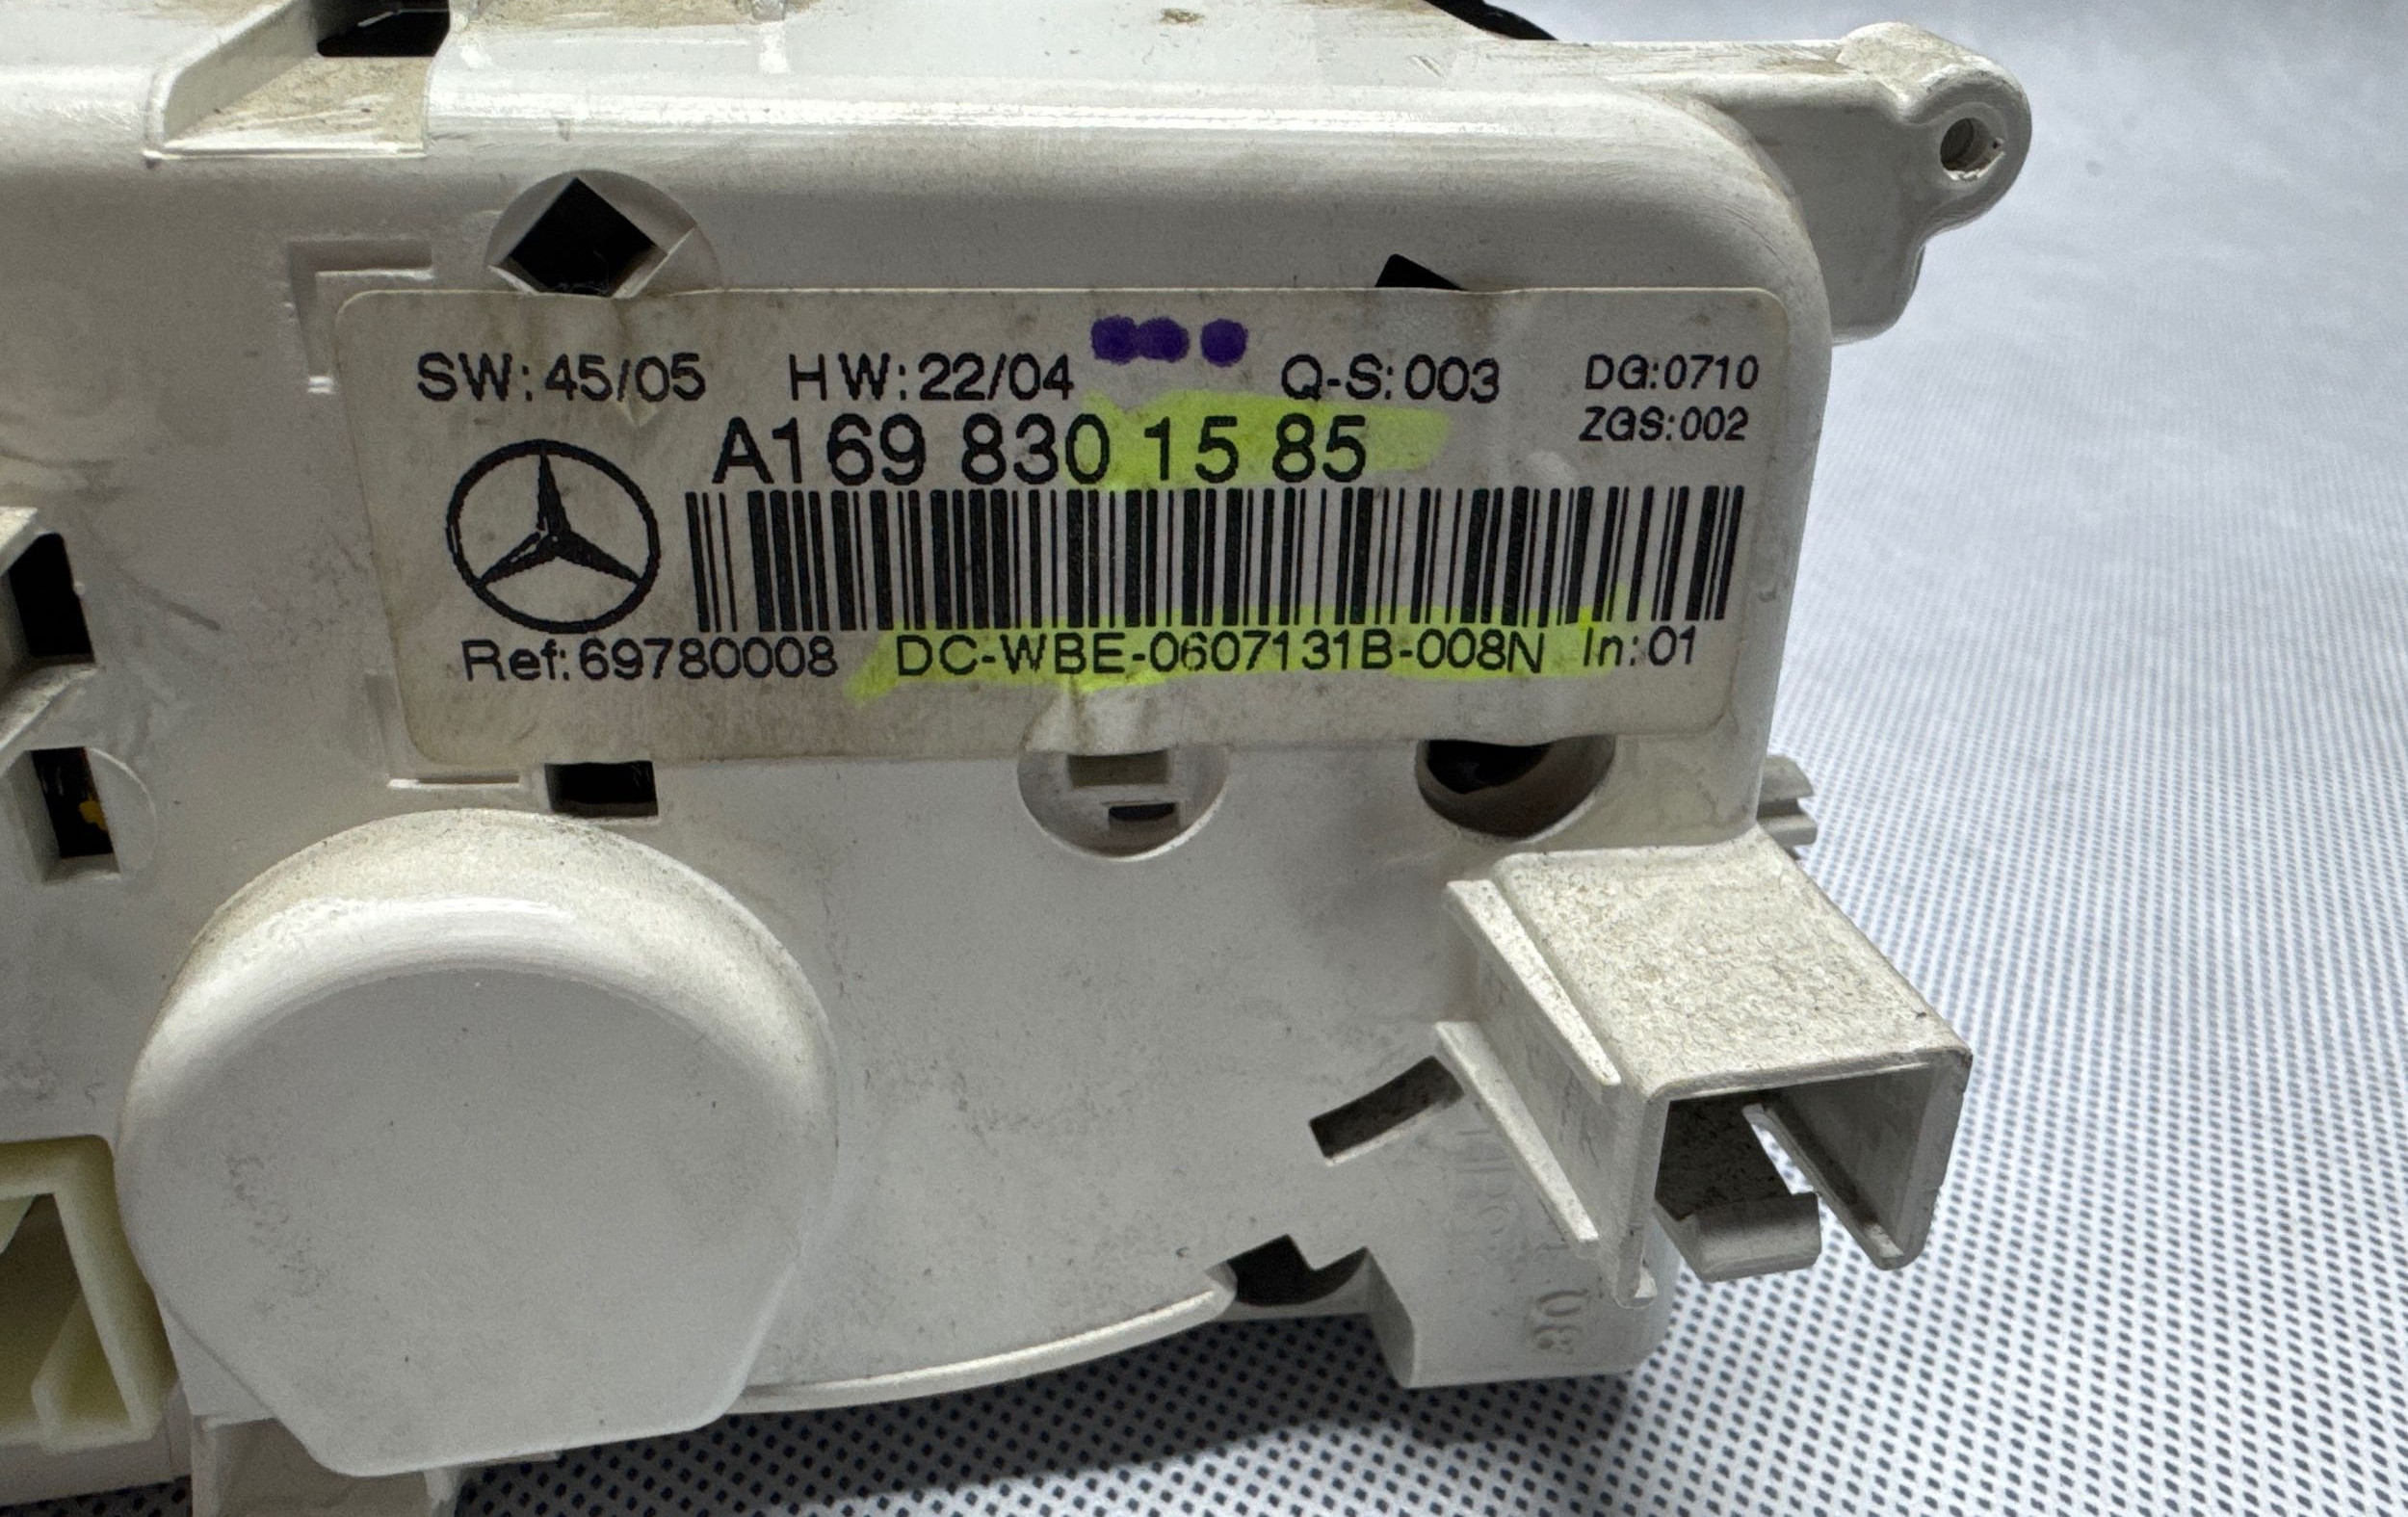 SW:45/05 HW:22/04 Q-S:003 DG:0710
ZGS:002
A169 830 15 85
Ref:69780008 DC-WBE-0607131B-008N In:01